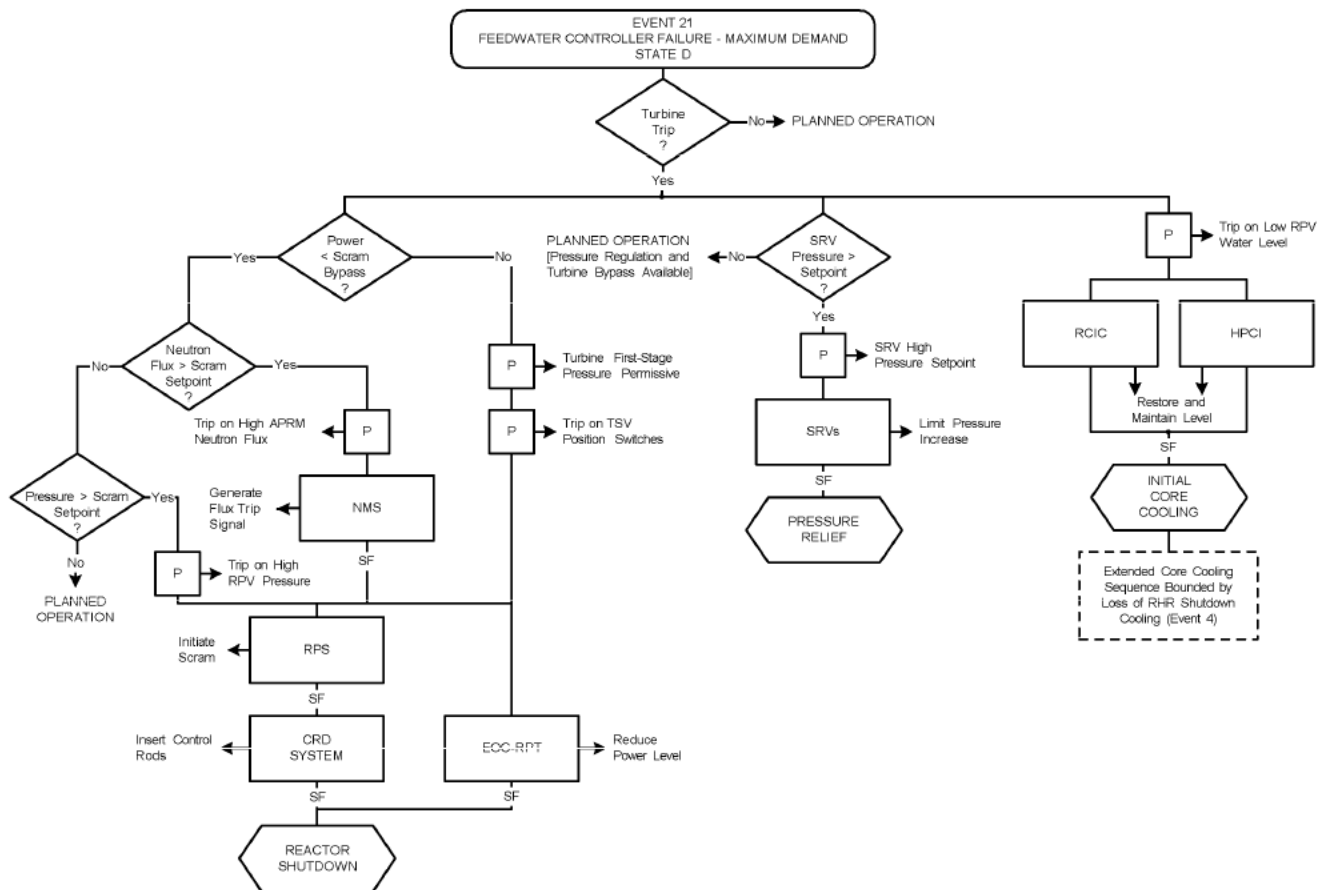 EVENT 21
FEEDWATER CONTROLLER FAILURE - MAXIMUM DEMAND
STATE D
Turbine
Trip
?
No
PLANNED OPERATION
Yes
Power
< Scram
Bypass
?
Yes
No
PLANNED OPERATION
[Pressure Regulation and
Turbine Bypass Available]
No
SRV
Pressure >
Setpoint
?
Yes
P
Trip on Low RPV
Water Level
RCIC
HPCI
Restore and
Maintain Level
SF
INITIAL
CORE
COOLING
Extended Core Cooling
Sequence Bounded by
Loss of RHR Shutdown
Cooling (Event 4)
Neutron
Flux > Scram
Setpoint
?
No
Yes
P
Turbine First-Stage
Pressure Permissive
P
SRV High
Pressure Setpoint
Trip on High APRM
Neutron Flux
P
P
Trip on TSV
Position Switches
SRVs
Limit Pressure
Increase
SF
PRESSURE
RELIEF
Pressure > Scram
Setpoint
?
Yes
No
PLANNED
OPERATION
Generate
Flux Trip
Signal
NMS
SF
P
Trip on High
RPV Pressure
Initiate
Scram
RPS
SF
Insert Control
Rods
CRD
SYSTEM
SF
EOC-RPT
Reduce
Power Level
SF
REACTOR
SHUTDOWN